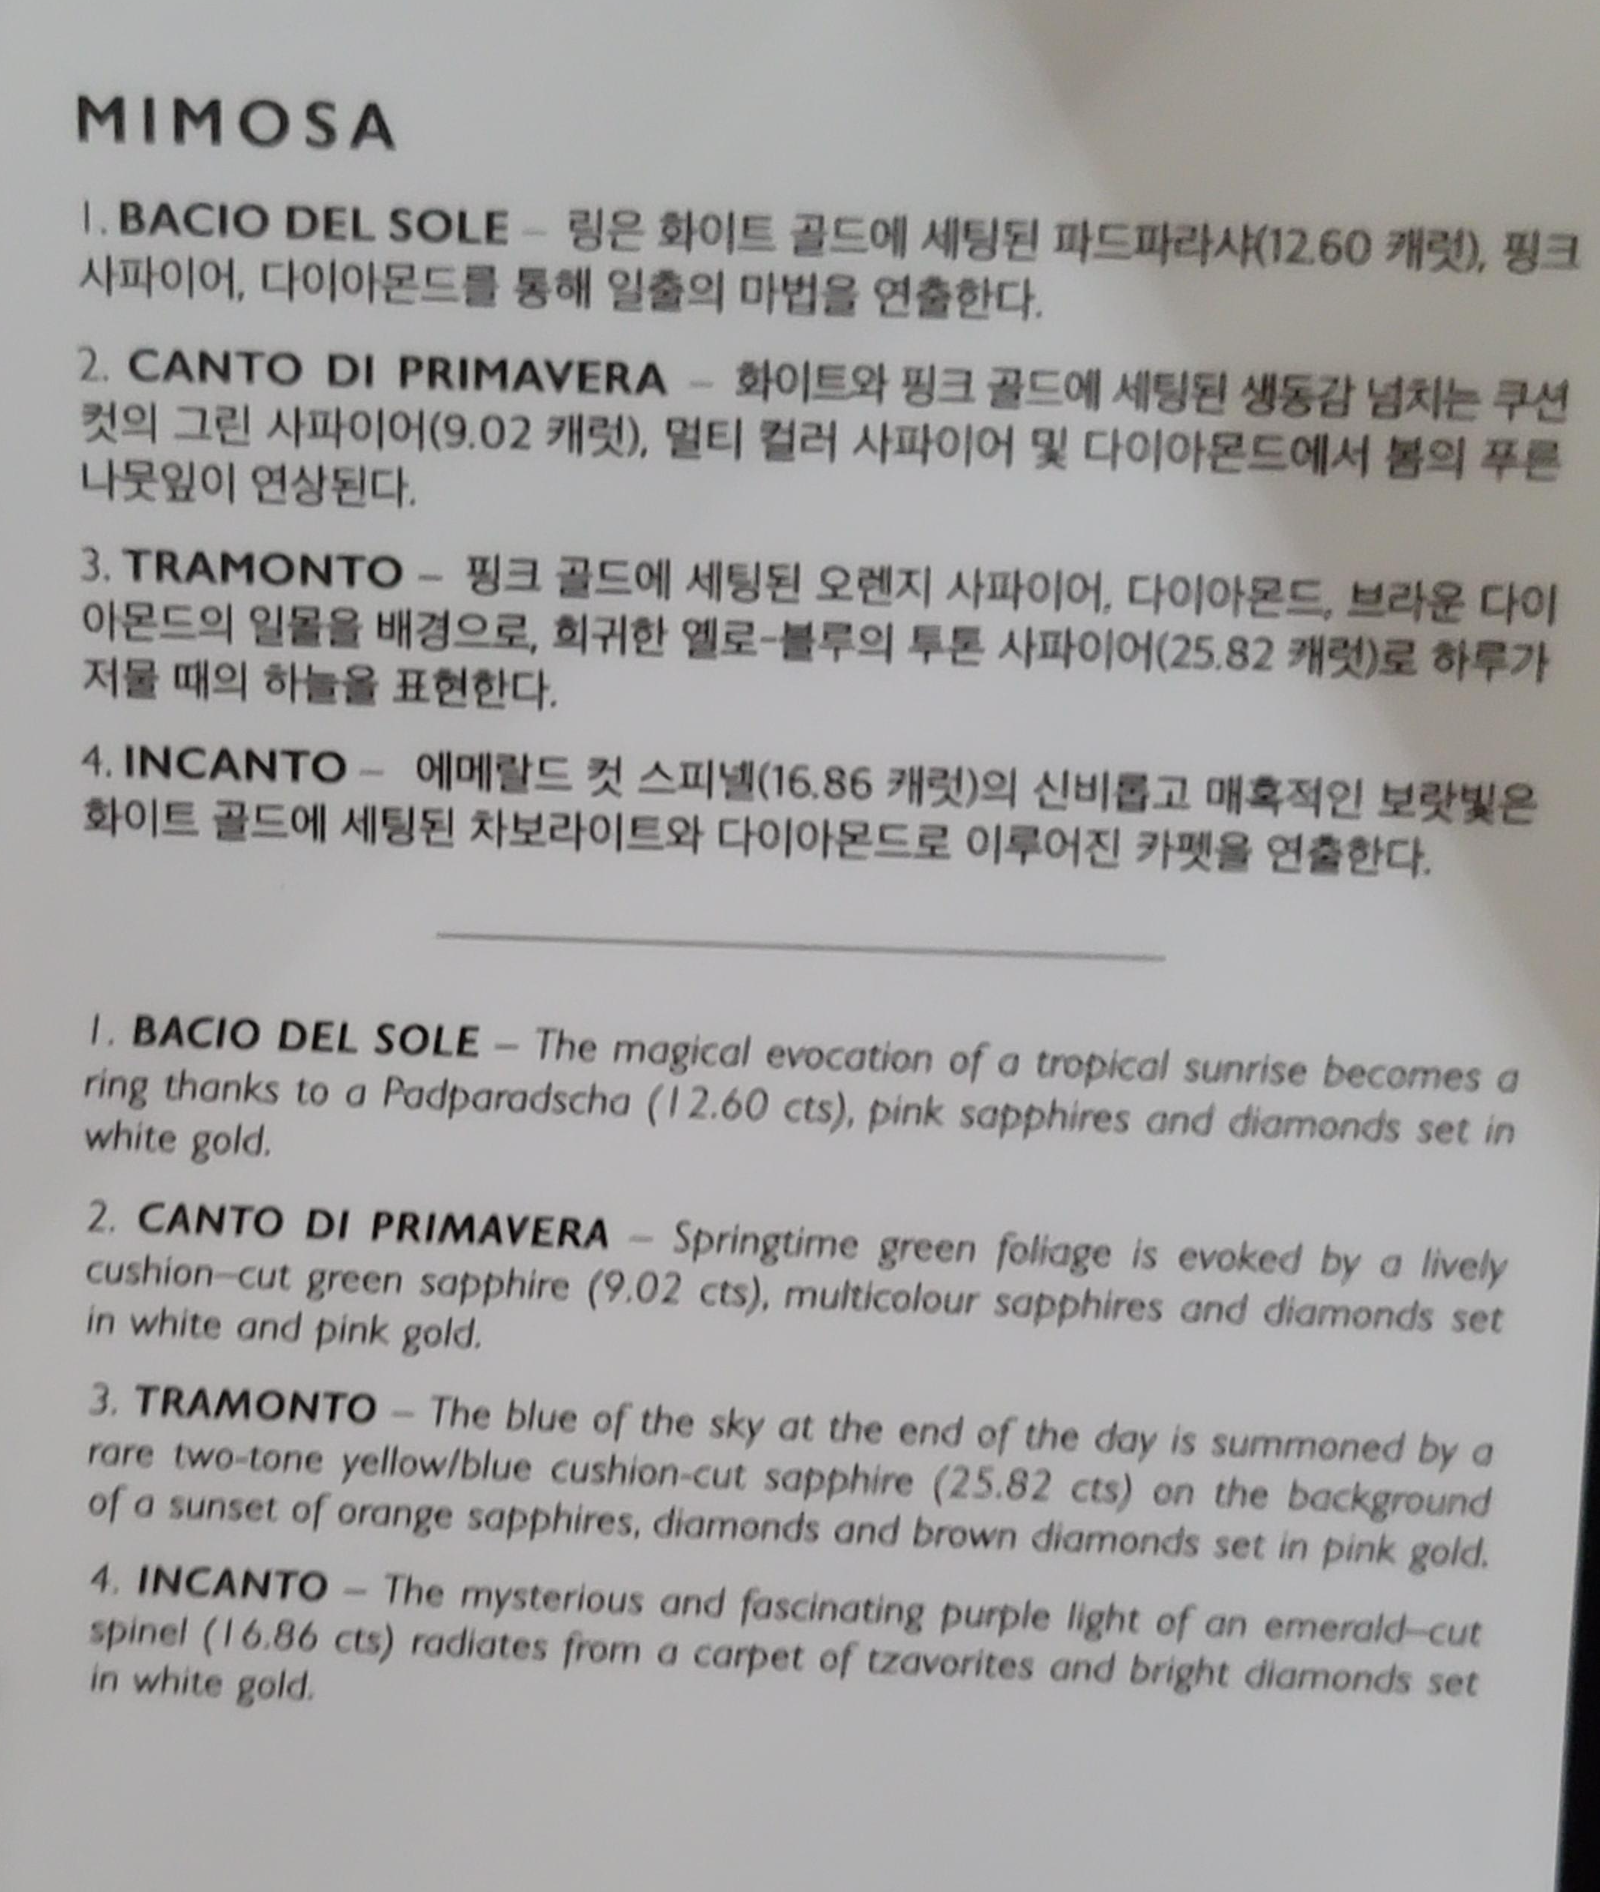 MIMOSA
1. BACIO DEL SOLE – 링은 화이트 골드에 세팅된 파드파라샤(12.60 캐럿), 핑크
사파이어, 다이아몬드를 통해 일출의 마법을 연출한다.
2. CANTO DI PRIMAVERA – 화이트와 핑크 골드에 세팅된 생동감 넘치는 쿠션
컷의 그린 사파이어(9.02 캐럿), 멀티 컬러 사파이어 및 다이아몬드에서 봄의 푸른
나뭇잎이 연상된다.
3. TRAMONTO – 핑크 골드에 세팅된 오렌지 사파이어, 다이아몬드, 브라운 다이
아몬드의 일몰을 배경으로, 희귀한 옐로-블루의 투톤 사파이어(25.82 캐럿)로 하루가
저물 때의 하늘을 표현한다.
4. INCANTO – 에메랄드 컷 스피넬(16.86 캐럿)의 신비롭고 매혹적인 보랏빛은
화이트 골드에 세팅된 차보라이트와 다이아몬드로 이루어진 카펫을 연출한다.
1. BACIO DEL SOLE – The magical evocation of a tropical sunrise becomes a
ring thanks to a Padparadscha (12.60 cts), pink sapphires and diamonds set in
white gold.
2. CANTO DI PRIMAVERA – Springtime green foliage is evoked by a lively
cushion–cut green sapphire (9.02 cts), multicolour sapphires and diamonds set
in white and pink gold.
3. TRAMONTO – The blue of the sky at the end of the day is summoned by a
rare two-tone yellow/blue cushion-cut sapphire (25.82 cts) on the background
of a sunset of orange sapphires, diamonds and brown diamonds set in pink gold.
4. INCANTO – The mysterious and fascinating purple light of an emerald–cut
spinel (16.86 cts) radiates from a carpet of tzavorites and bright diamonds set
in white gold.